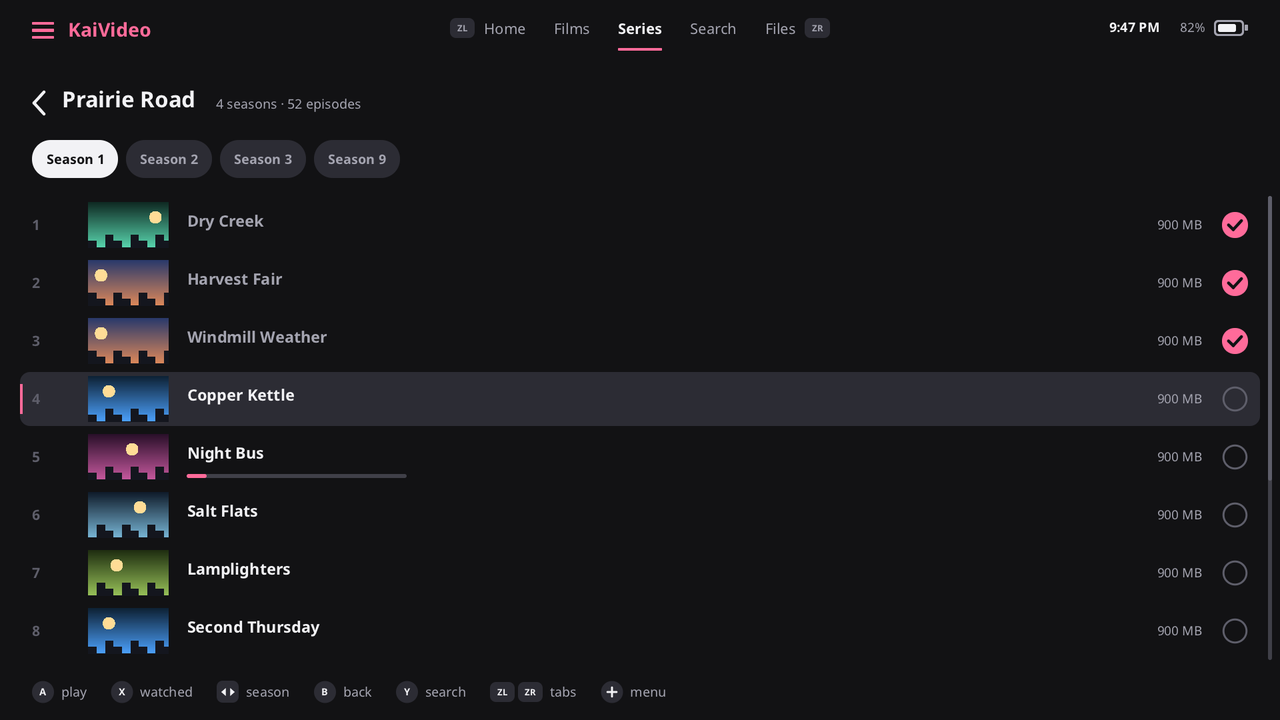 KaiVideo
ZL Home Films Series Search Files ZR
9:47 PM 82%
Prairie Road 4 seasons · 52 episodes
Season 1 Season 2 Season 3 Season 9
1 Dry Creek 900 MB
2 Harvest Fair 900 MB
3 Windmill Weather 900 MB
4 Copper Kettle 900 MB
5 Night Bus 900 MB
6 Salt Flats 900 MB
7 Lamplighters 900 MB
8 Second Thursday 900 MB
A play X watched season B back Y search ZL ZR tabs menu